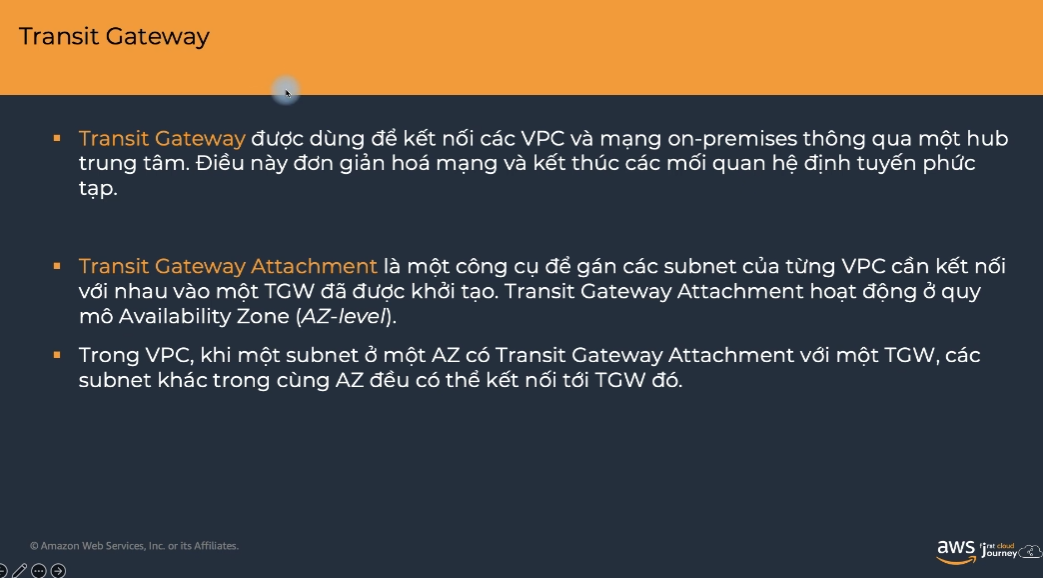 Transit Gateway
Transit Gateway được dùng để kết nối các VPC và mạng on-premises thông qua một hub
trung tâm. Điều này đơn giản hoá mạng và kết thúc các mối quan hệ định tuyến phức
tạp.
Transit Gateway Attachment là một công cụ để gán các subnet của từng VPC cần kết nối
với nhau vào một TGW đã được khởi tạo. Transit Gateway Attachment hoạt động ở quy
mô Availability Zone (AZ-level).
Trong VPC, khi một subnet ở một AZ có Transit Gateway Attachment với một TGW, các
subnet khác trong cùng AZ đều có thể kết nối tới TGW đó.
© Amazon Web Services, Inc. or its Affiliates.
aws first cloud
journey